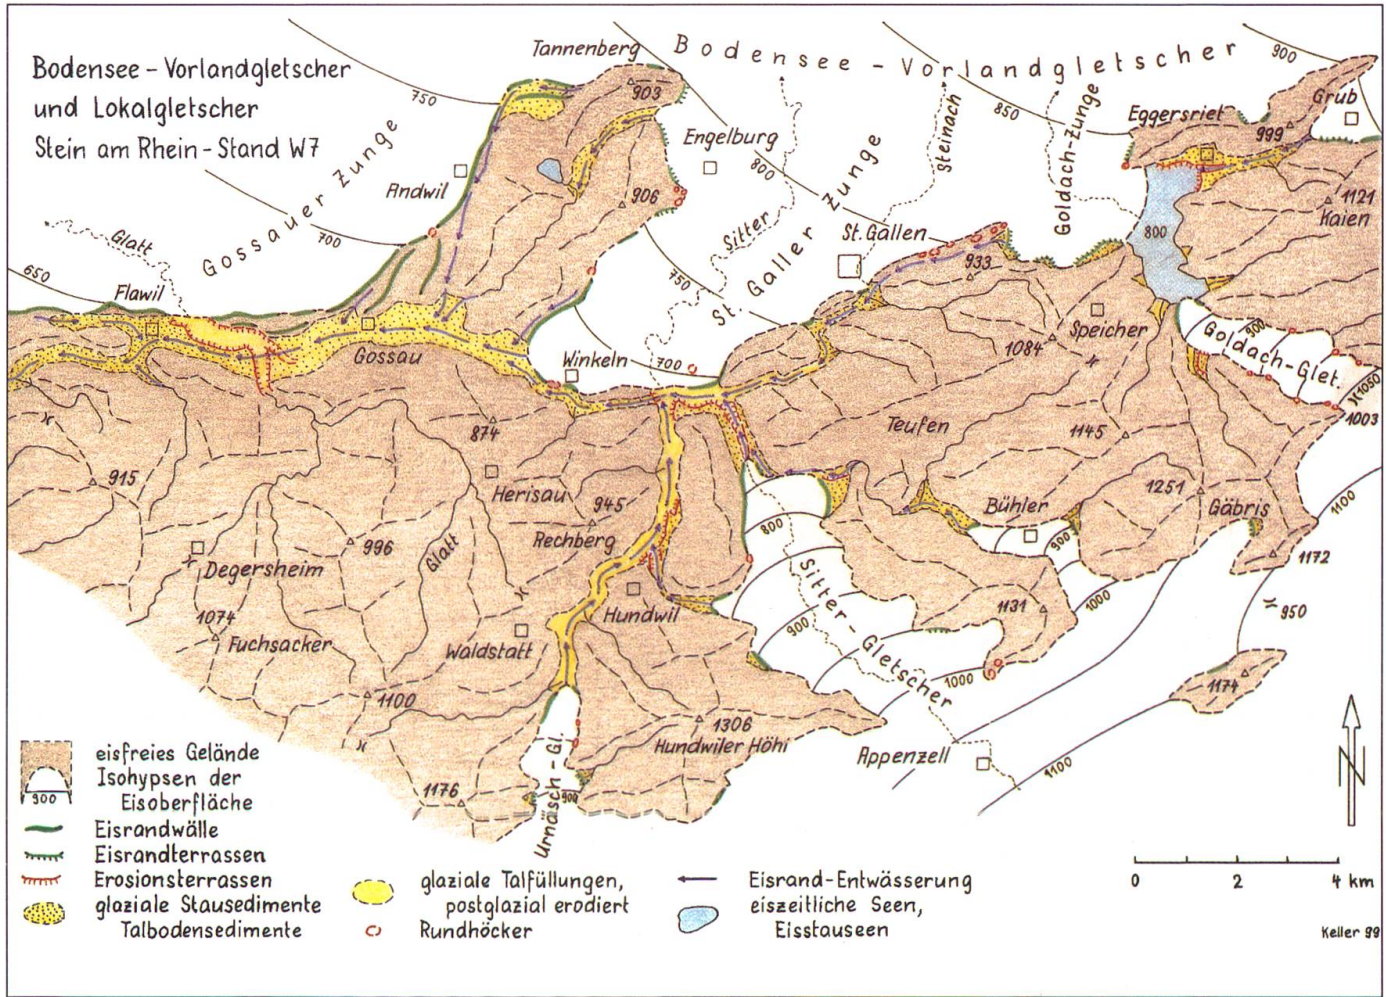 Bodensee-Vorlandgletscher
und Lokalgletscher
Stein am Rhein-Stand W7
Bodensee-Vorlandgletscher
Tannenberg
903
750
Engelburg
800
850
900
Grub
Eggersriet
999
Andwil
Gossauer Zunge
906
Sitter
St. Galler Zunge
Steinach
Goldach-Zunge
1121
Kaien
Glatt
700
650
Flawil
St. Gallen
933
800
750
Gossau
Winkeln
700
Speicher
1084
Goldach-Glet.
900
1050
1003
874
Teufen
1145
915
Herisau
945
Rechberg
1251
Gäbris
Bühler
900
1100
996
Glatt
800
1172
Degersheim
Sitter-Gletscher
1074
Fuchsacker
Hundwil
Waldstatt
900
1131
1000
950
1100
1000
1174
1306
Hundwiler Höhi
Appenzell
1100
1176
Urnäsch-Gl.
900
eisfreies Gelände
900
Isohypsen der
Eisoberfläche
Eisrandwälle
Eisrandterrassen
Erosionsterrassen
glaziale Stausedimente
Talbodensedimente
glaziale Talfüllungen,
postglazial erodiert
Rundhöcker
Eisrand-Entwässerung
eiszeitliche Seen,
Eisstauseen
N
0 2 4 km
Keller 99